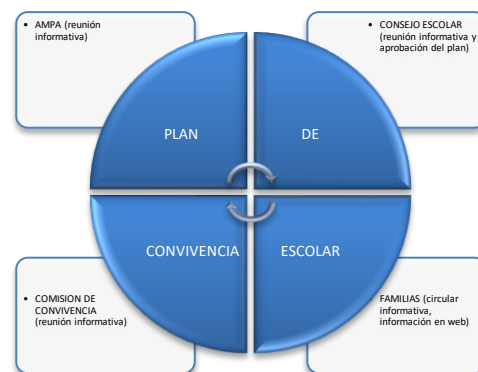 • AMPA (reunión
informativa)
• CONSEJO ESCOLAR
(reunión informativa y
aprobación del plan)
PLAN
DE
CONVIVENCIA
ESCOLAR
• COMISION DE
CONVIVENCIA
(reunión informativa)
• FAMILIAS (circular
informativa,
información en web)